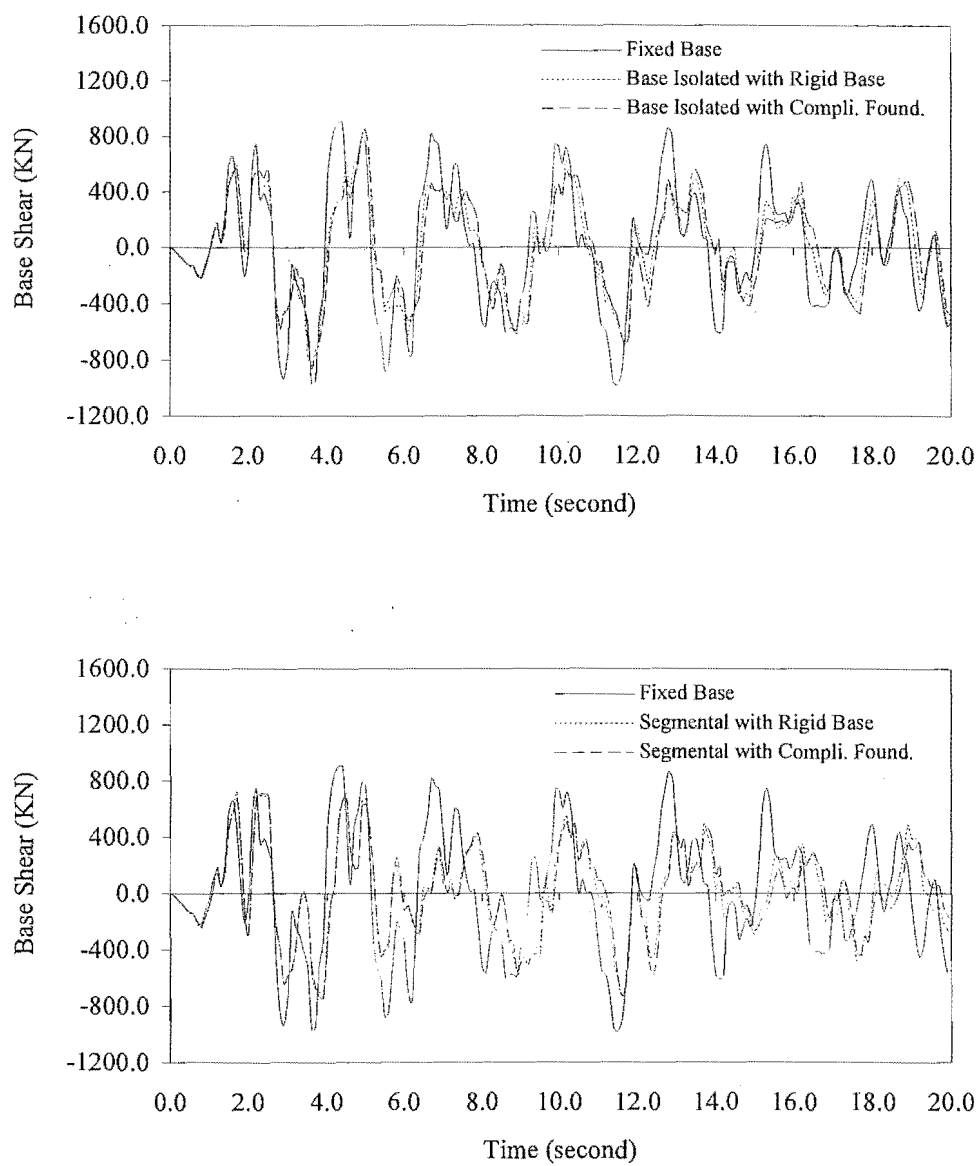 1600.0
1200.0
800.0
400.0
0.0
-400.0
-800.0
-1200.0
Base Shear (KN)
Fixed Base
Base Isolated with Rigid Base
Base Isolated with Compli. Found.
0.0 2.0 4.0 6.0 8.0 10.0 12.0 14.0 16.0 18.0 20.0
Time (second)
1600.0
1200.0
800.0
400.0
0.0
-400.0
-800.0
-1200.0
Base Shear (KN)
Fixed Base
Segmental with Rigid Base
Segmental with Compli. Found.
0.0 2.0 4.0 6.0 8.0 10.0 12.0 14.0 16.0 18.0 20.0
Time (second)